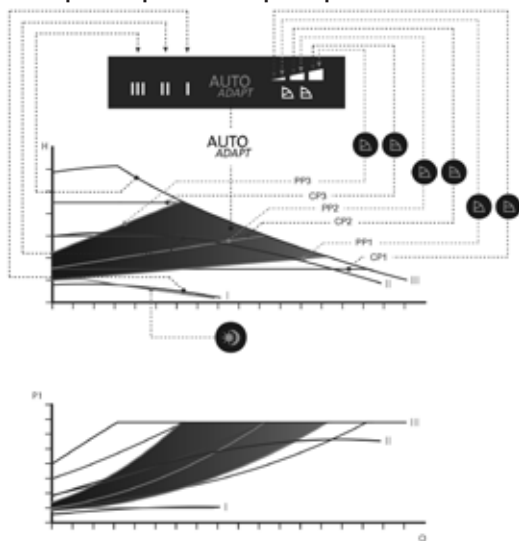 III II I AUTO ADAPT
AUTO
ADAPT
H
PP3
CP3
PP2
CP2
PP1
CP1
III
II
I
P1
III
II
I
Q